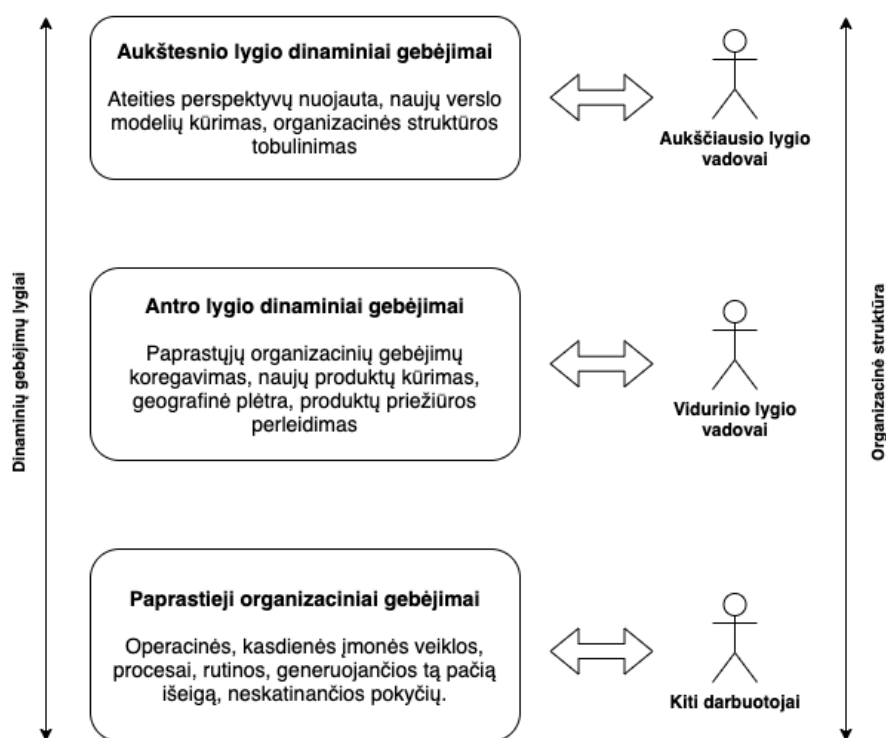 Aukštesnio lygio dinaminiai gebėjimai
Ateities perspektyvų nuojauta, naujų verslo
modelių kūrimas, organizacinės struktūros
tobulinimas
Aukščiausio lygio
vadovai
Dinaminių gebėjimų lygiai
Antro lygio dinaminiai gebėjimai
Paprastųjų organizacinių gebėjimų
koregavimas, naujų produktų kūrimas,
geografinė plėtra, produktų priežiūros
perleidimas
Vidurinio lygio
vadovai
Organizacinė struktūra
Paprastieji organizaciniai gebėjimai
Operacinės, kasdienės įmonės veiklos,
procesai, rutinos, generuojančios tą pačią
išeigą, neskatinančios pokyčių.
Kiti darbuotojai